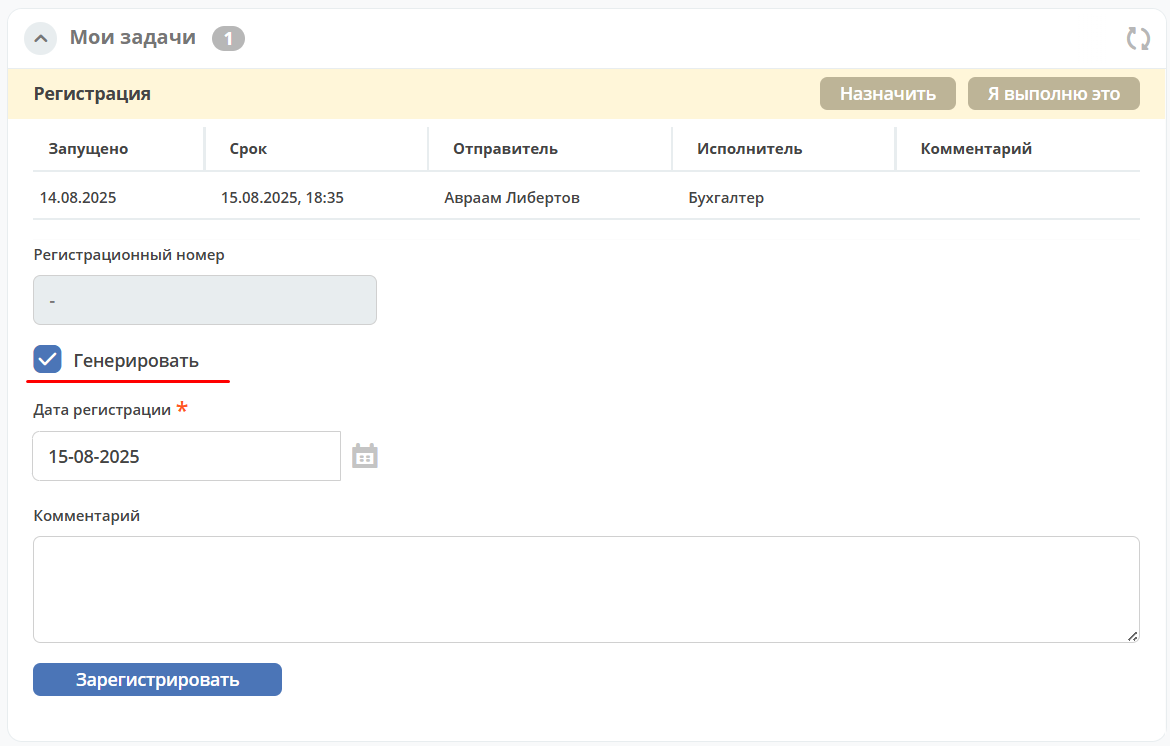 Мои задачи 1
Регистрация Назначить Я выполню это
Запущено Срок Отправитель Исполнитель Комментарий
14.08.2025 15.08.2025, 18:35 Авраам Либертов Бухгалтер
Регистрационный номер
-
Генерировать
Дата регистрации *
15-08-2025
Комментарий
Зарегистрировать